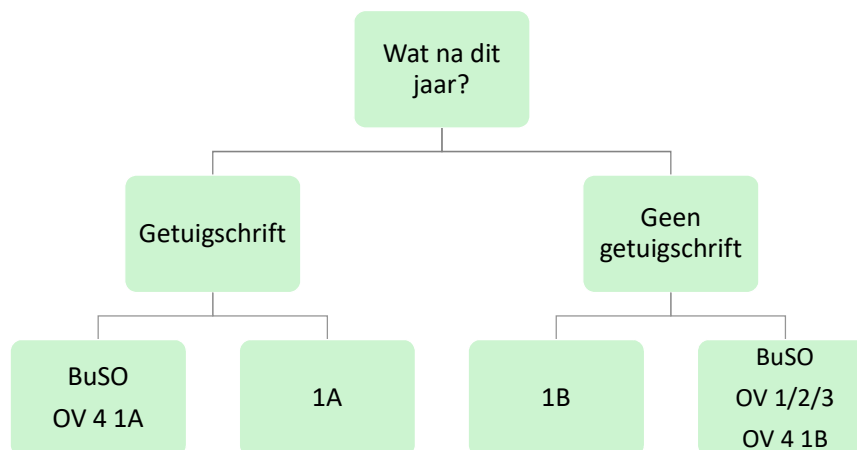 Wat na dit
jaar?
Getuigschrift
Geen
getuigschrift
BuSO
OV 4 1A
1A
1B
BuSO
OV 1/2/3
OV 4 1B